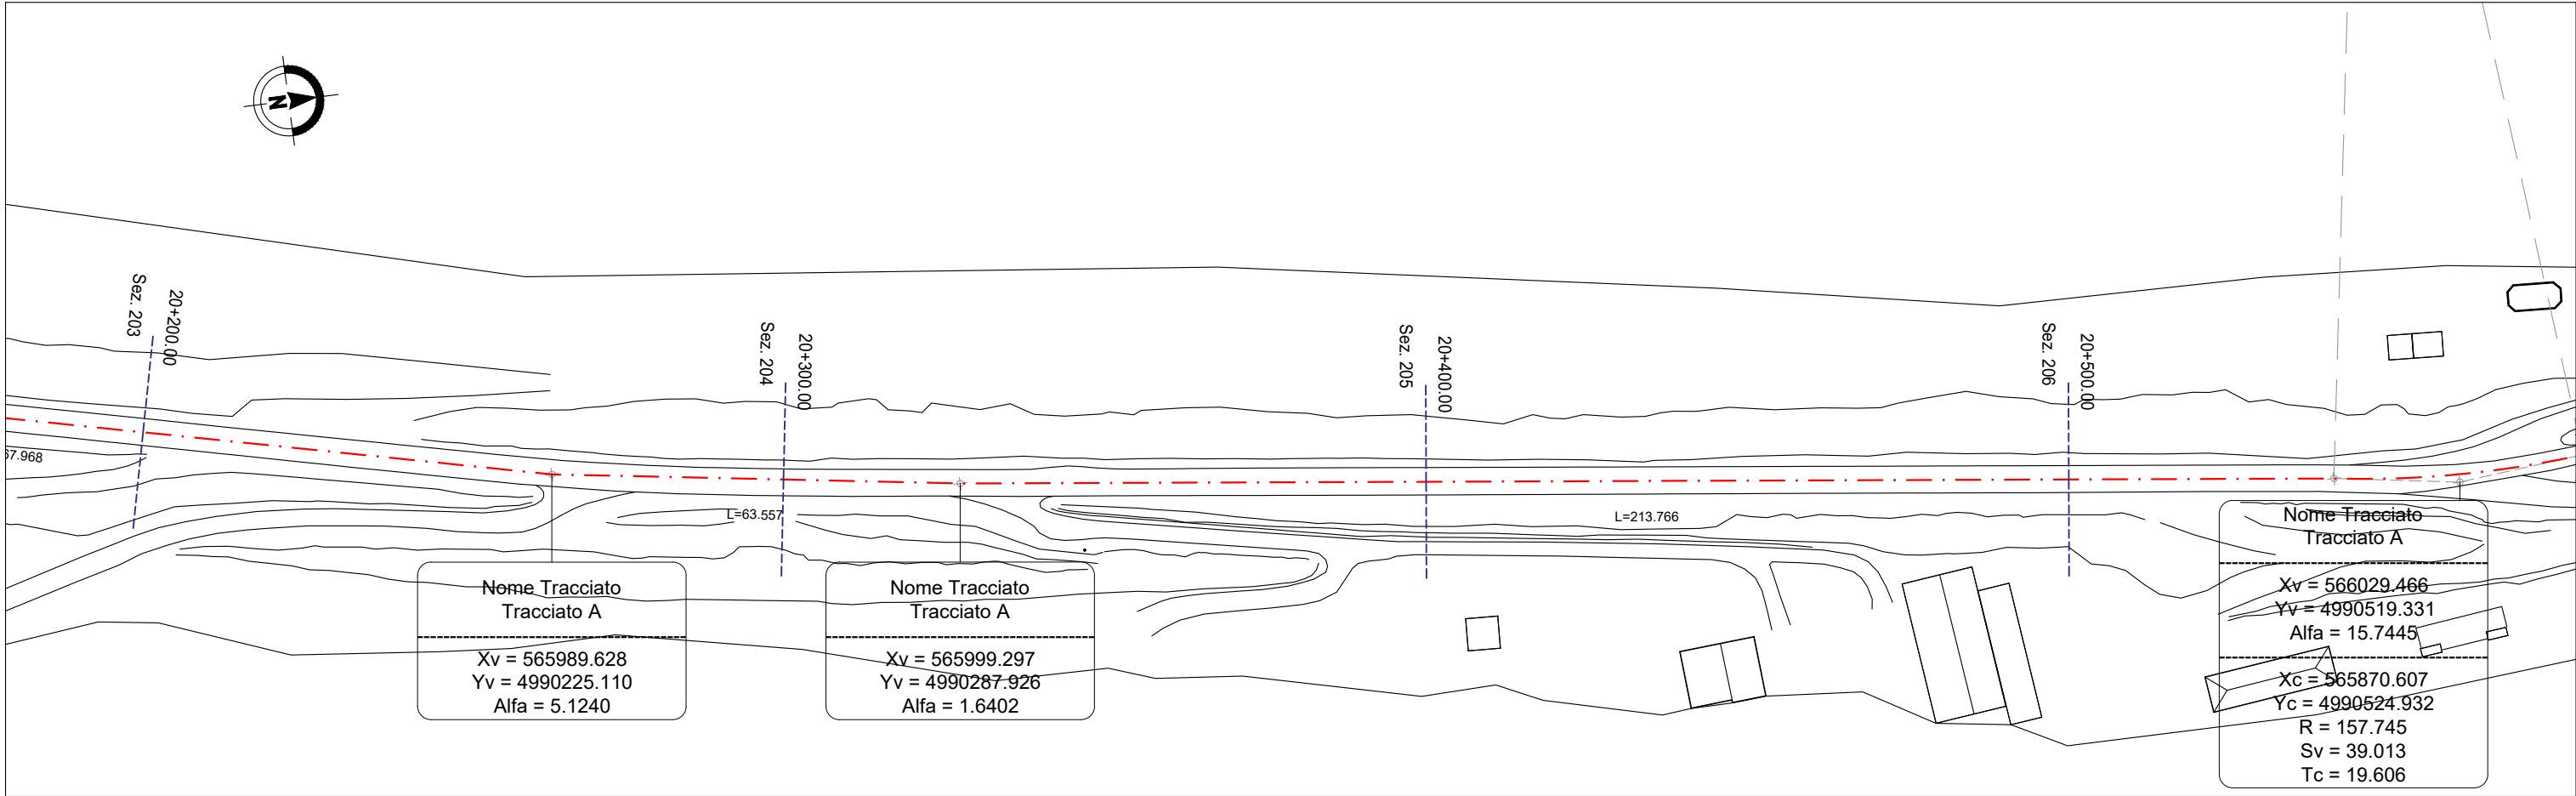 N
Sez. 203
20+200.00
Sez. 204
20+300.00
Sez. 205
20+400.00
Sez. 206
20+500.00
67.968
L=63.557
L=213.766
Nome Tracciato
Tracciato A
Xv = 565989.628
Yv = 4990225.110
Alfa = 5.1240
Nome Tracciato
Tracciato A
Xv = 565999.297
Yv = 4990287.926
Alfa = 1.6402
Nome Tracciato
Tracciato A
Xv = 566029.466
Yv = 4990519.331
Alfa = 15.7445
Xc = 565870.607
Yc = 4990524.932
R = 157.745
Sv = 39.013
Tc = 19.606